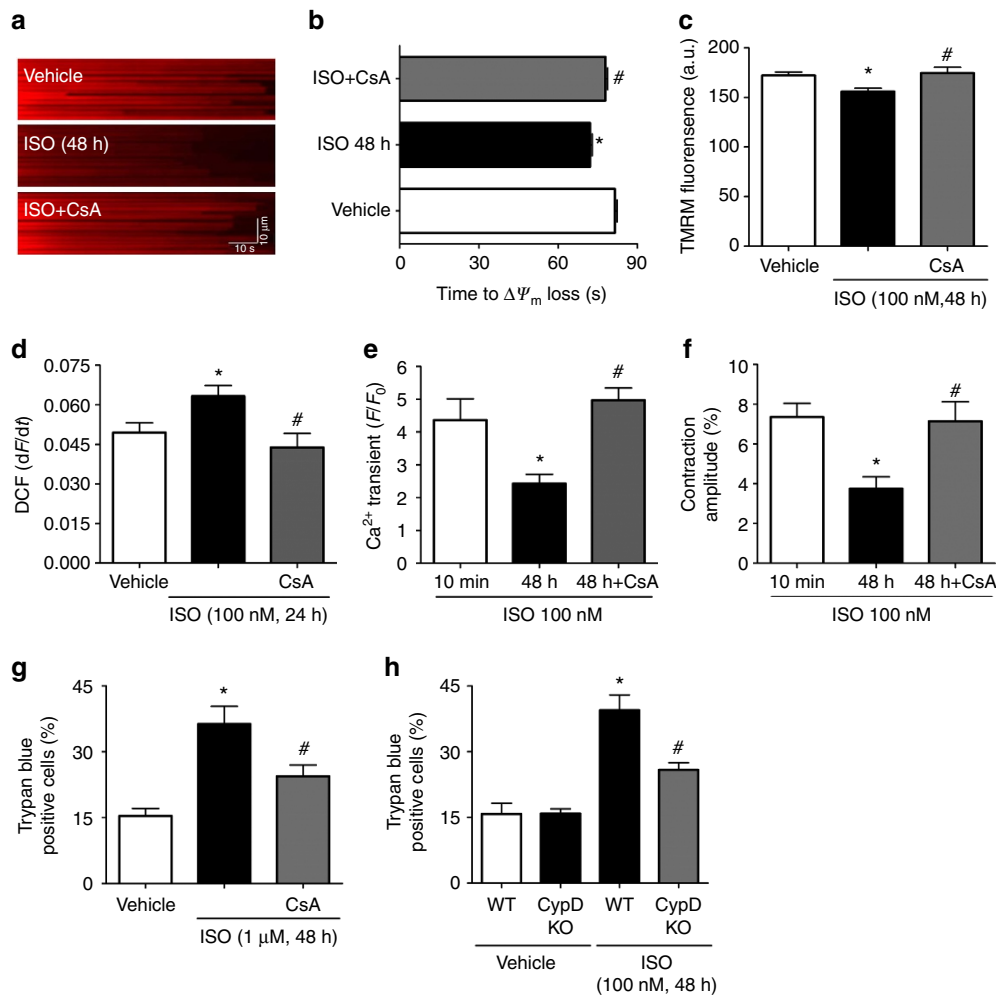 a
Vehicle
ISO (48 h)
ISO+CsA
10 s
10 µm
b
ISO+CsA
#
ISO 48 h
*
Vehicle
0 30 60 90
Time to ΔΨm loss (s)
c
TMRM fluorensence (a.u.)
200
150
100
50
0
*
#
Vehicle
CsA
ISO (100 nM,48 h)
d
DCF (dF/dt)
0.075
0.060
0.045
0.030
0.015
0.000
*
#
Vehicle
CsA
ISO (100 nM, 24 h)
e
Ca2+ transient (F/F0)
6
5
4
3
2
1
0
*
#
10 min 48 h 48 h+CsA
ISO 100 nM
f
Contraction
amplitude (%)
10
8
6
4
2
0
*
#
10 min 48 h 48 h+CsA
ISO 100 nM
g
Trypan blue
positive cells (%)
45
30
15
0
*
#
Vehicle
CsA
ISO (1 µM, 48 h)
h
Trypan blue
positive cells (%)
45
30
15
0
*
#
WT CypD WT CypD
KO KO
Vehicle ISO
(100 nM, 48 h)